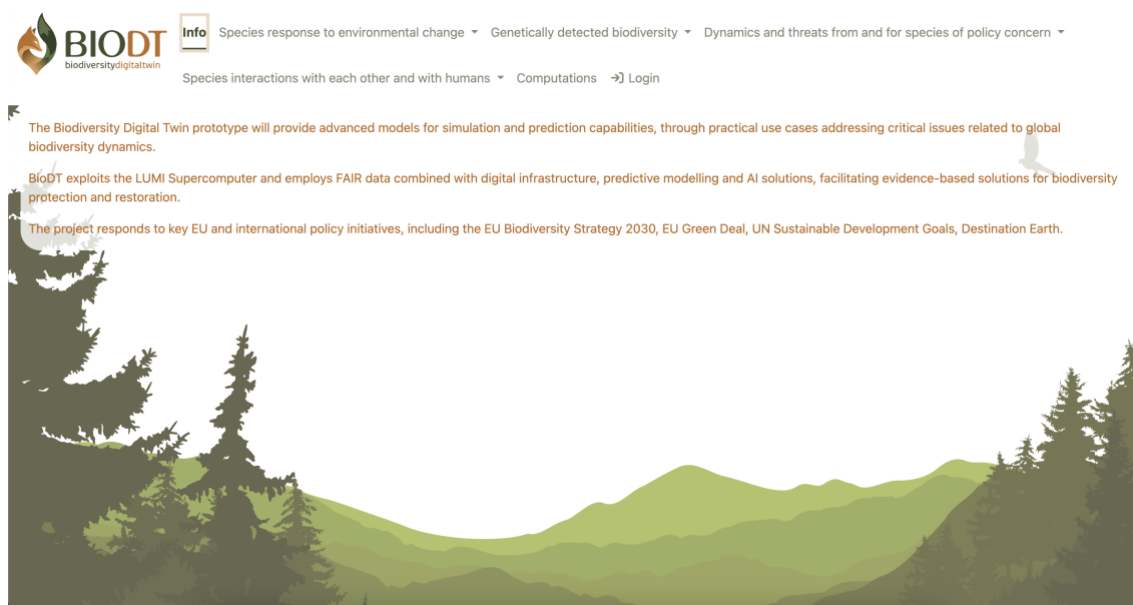 BIODT
biodiversitydigitaltwin
Info Species response to environmental change Genetically detected biodiversity Dynamics and threats from and for species of policy concern
Species interactions with each other and with humans Computations Login
The Biodiversity Digital Twin prototype will provide advanced models for simulation and prediction capabilities, through practical use cases addressing critical issues related to global
biodiversity dynamics.
BioDT exploits the LUMI Supercomputer and employs FAIR data combined with digital infrastructure, predictive modelling and AI solutions, facilitating evidence-based solutions for biodiversity
protection and restoration.
The project responds to key EU and international policy initiatives, including the EU Biodiversity Strategy 2030, EU Green Deal, UN Sustainable Development Goals, Destination Earth.